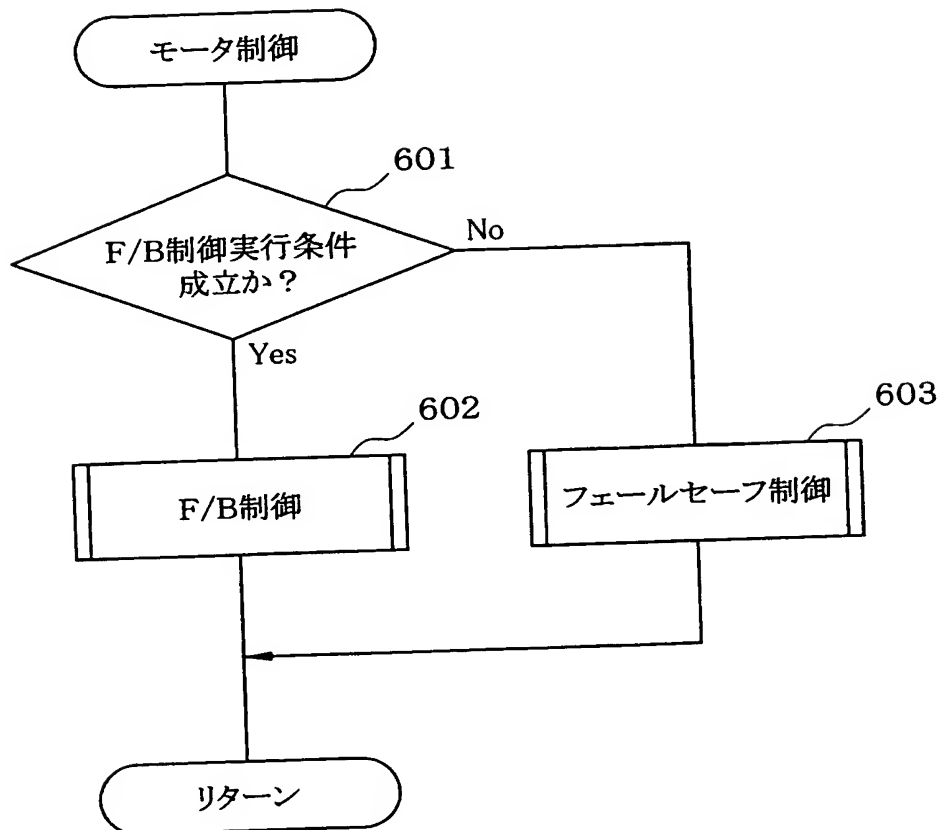 モータ制御
601
F/B制御実行条件
成立か？
No
Yes
602
603
F/B制御
フェールセーフ制御
リターン